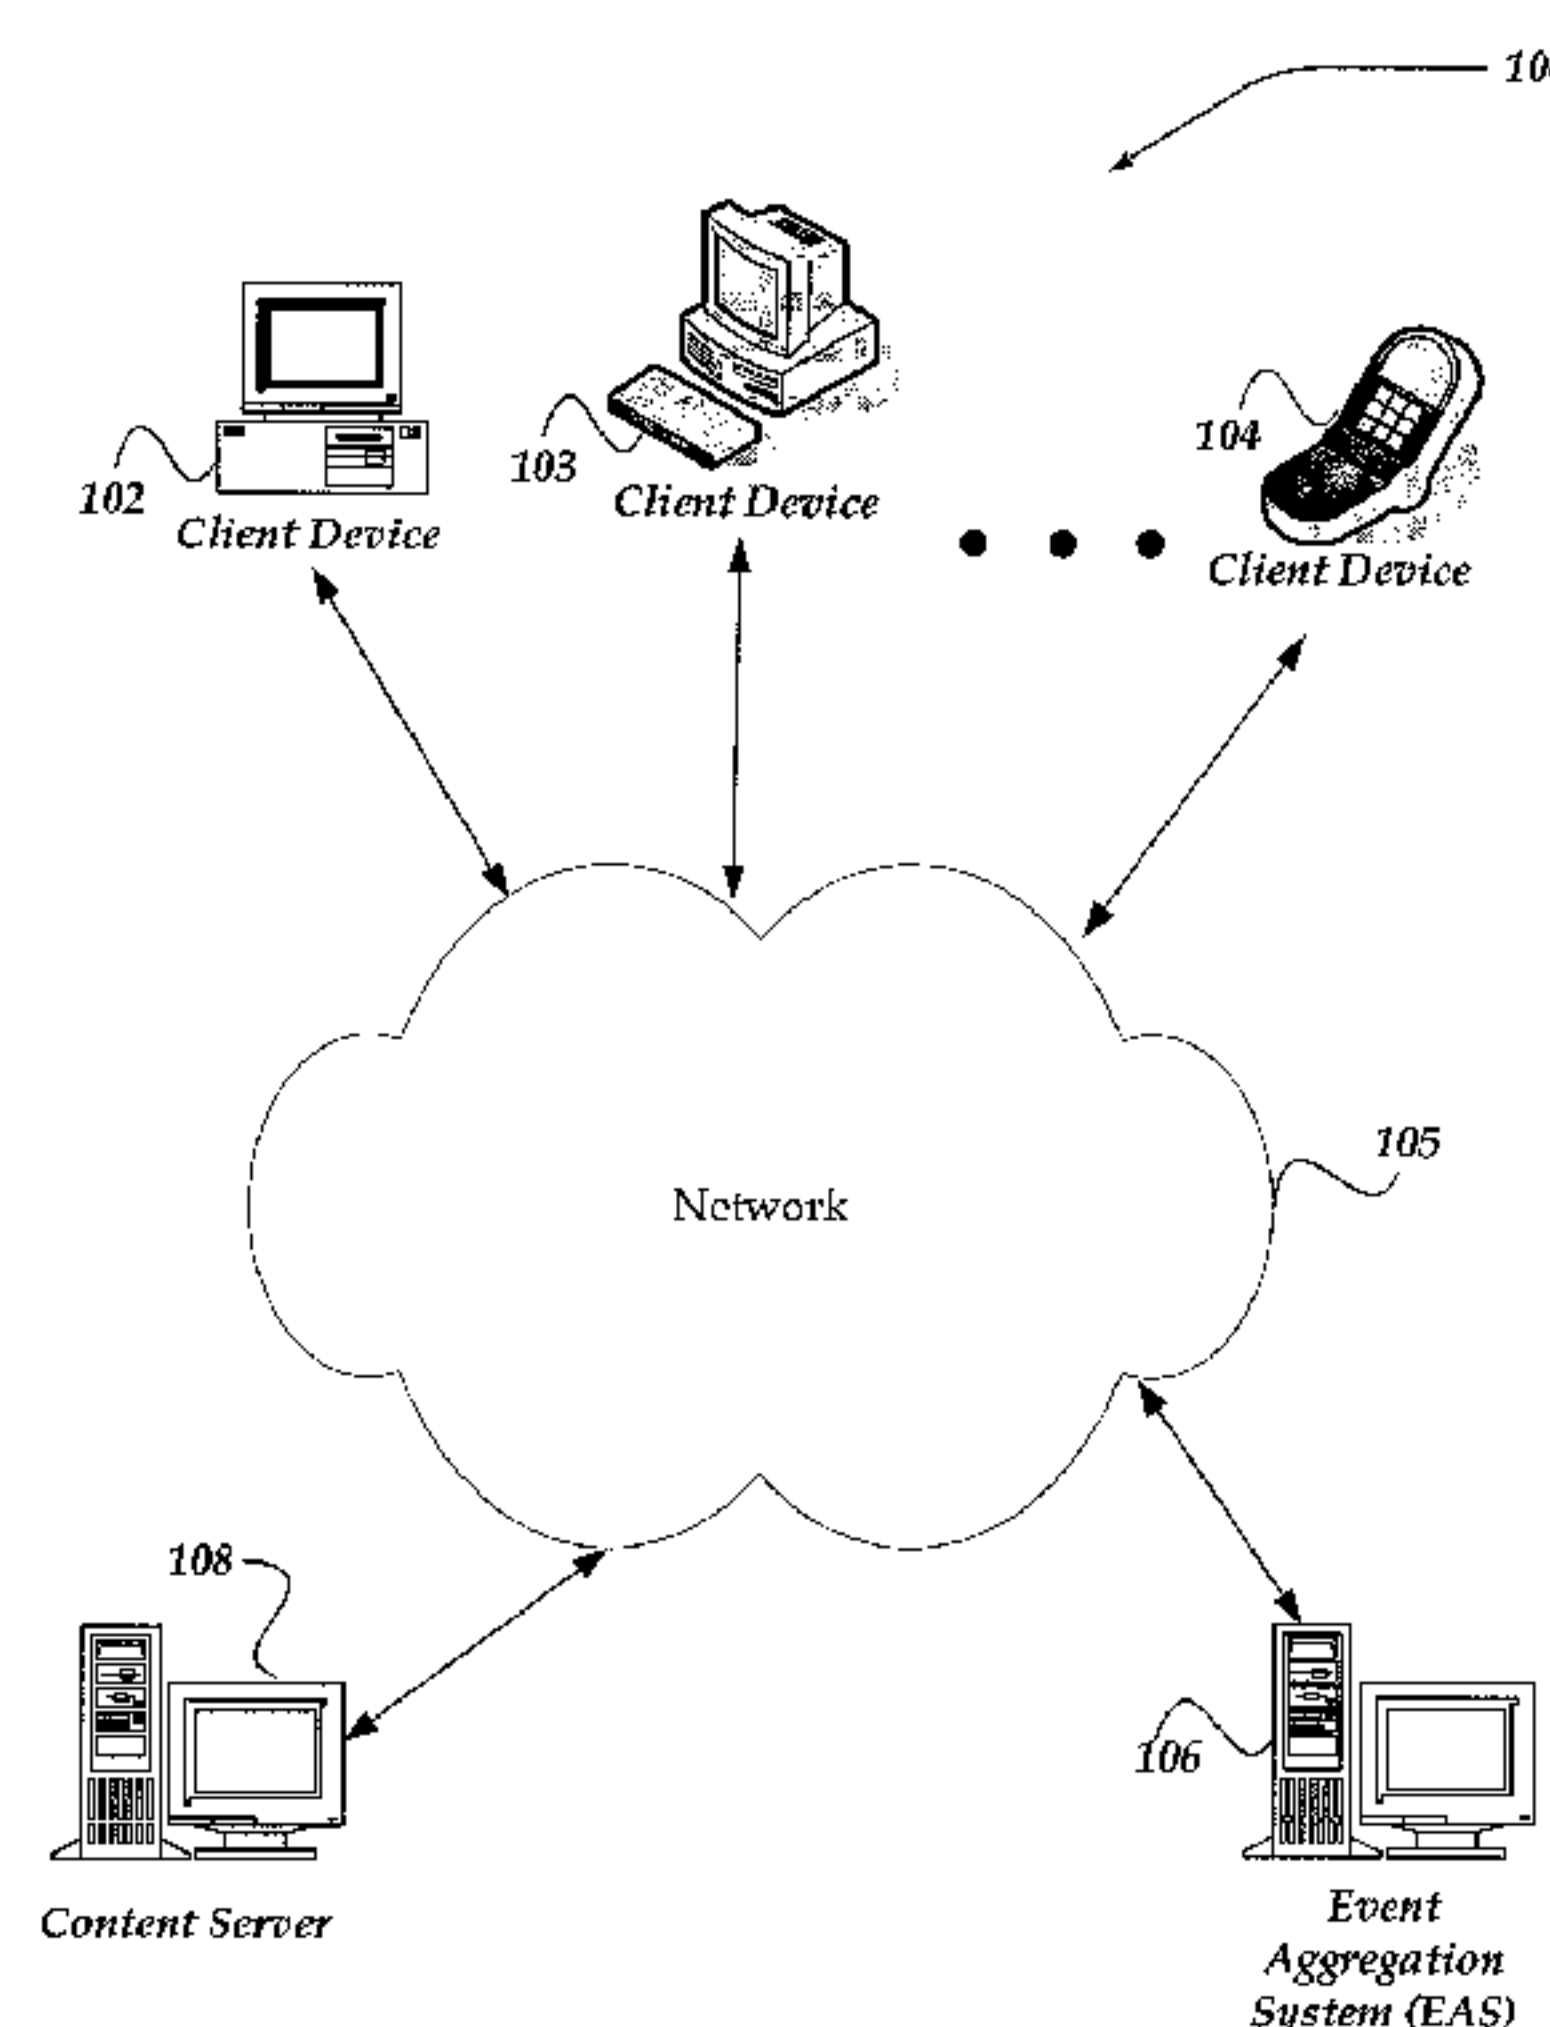 102
Client Device
103
Client Device
104
Client Device
Network
105
108
Content Server
106
Event
Aggregation
System (EAS)